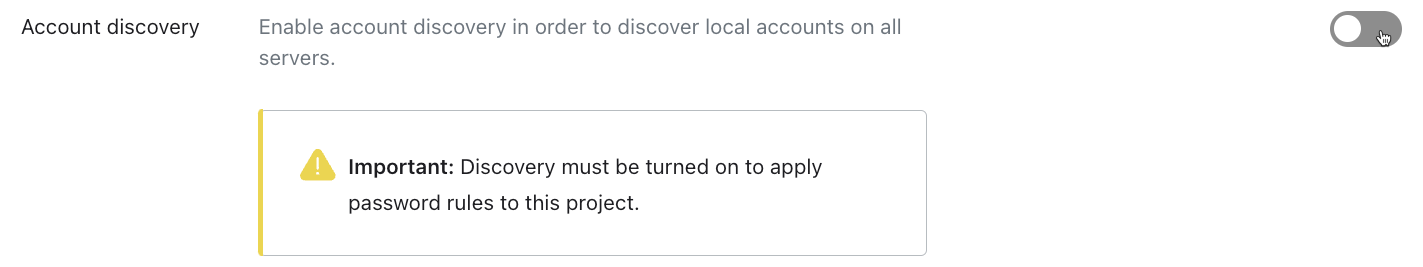 Account discovery
Enable account discovery in order to discover local accounts on all
servers.
Important: Discovery must be turned on to apply
password rules to this project.